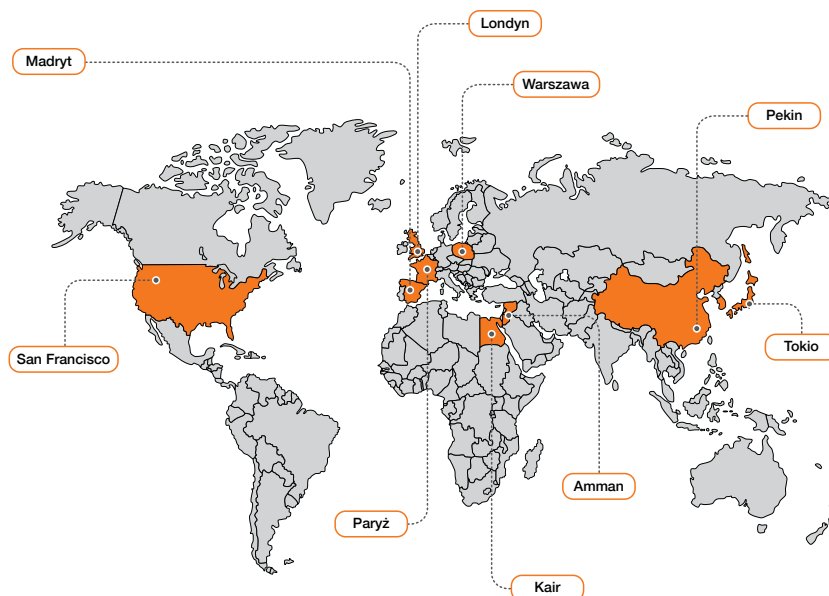 Londyn
Madryt
Warszawa
Pekin
San Francisco
Tokio
Amman
Paryż
Kair